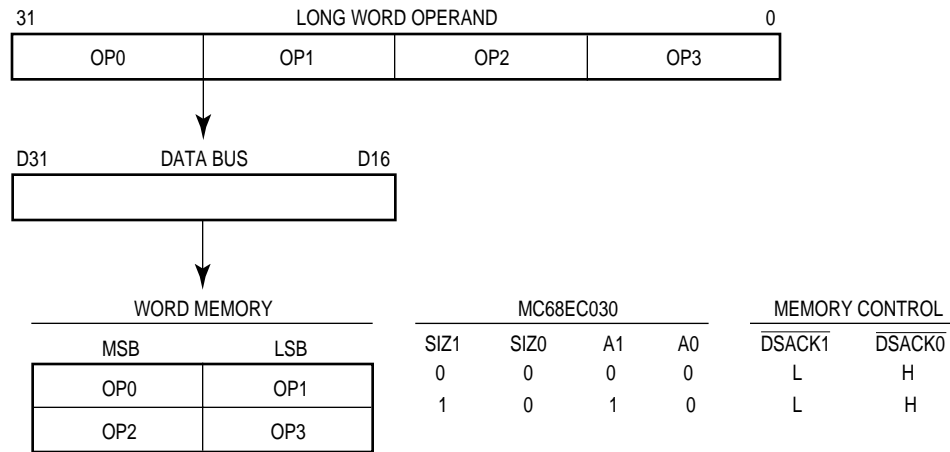 31 LONG WORD OPERAND 0
OP0 OP1 OP2 OP3
D31 DATA BUS D16
WORD MEMORY MC68EC030 MEMORY CONTROL
MSB LSB SIZ1 SIZ0 A1 A0 DSACK1 DSACK0
OP0 OP1 0 0 0 0 L H
OP2 OP3 1 0 1 0 L H